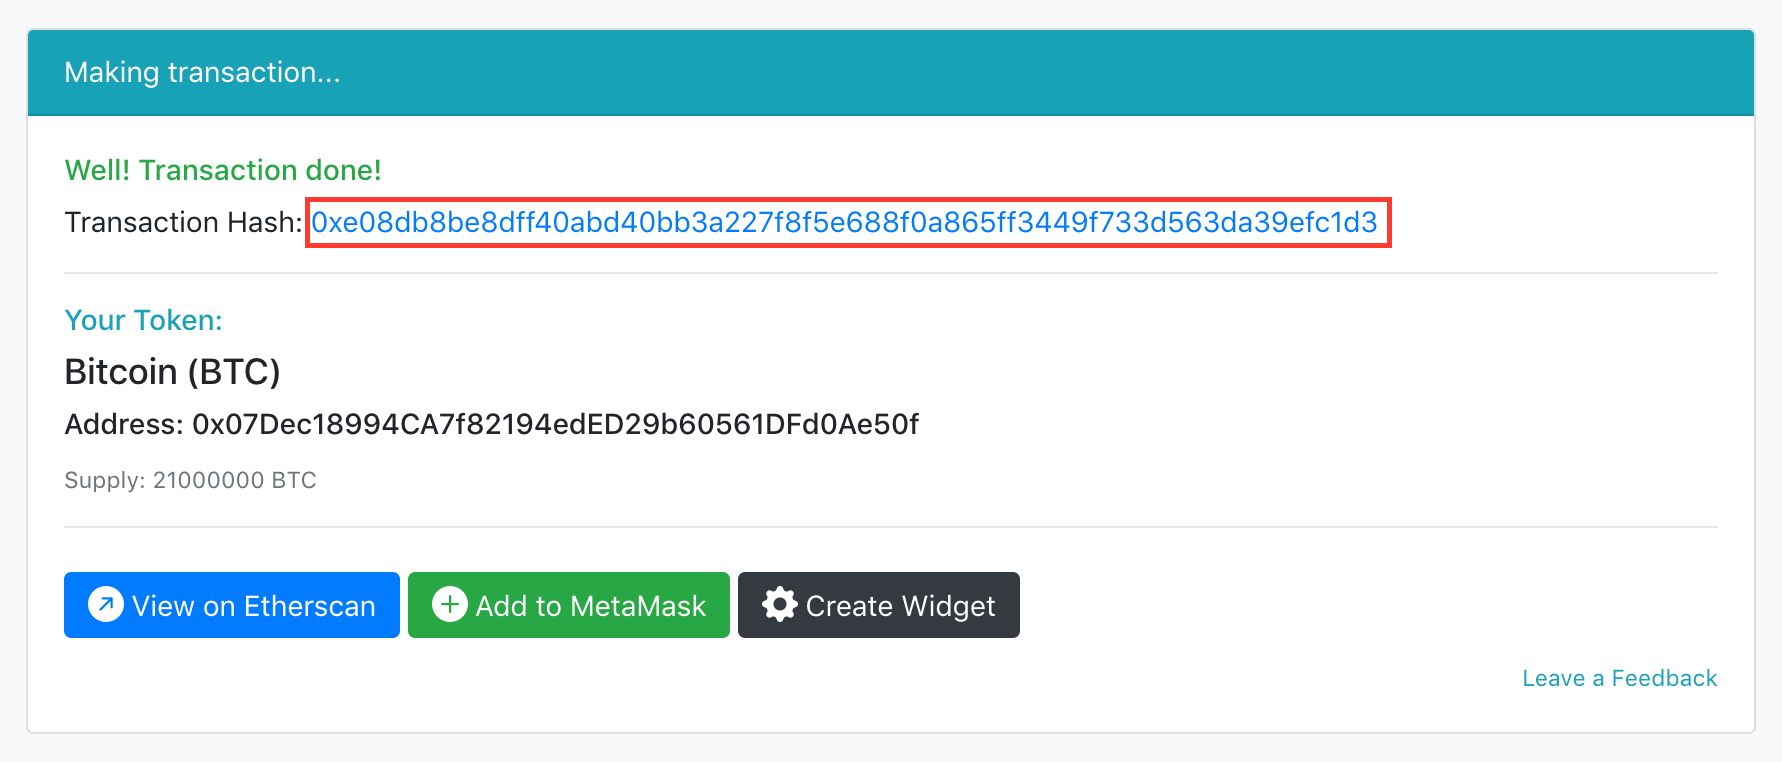 Making transaction...
Well! Transaction done!
Transaction Hash: 0xe08db8be8dff40abd40bb3a227f8f5e688f0a865ff3449f733d563da39efc1d3
Your Token:
Bitcoin (BTC)
Address: 0x07Dec18994CA7f82194edED29b60561DFd0Ae50f
Supply: 21000000 BTC
View on Etherscan Add to MetaMask Create Widget
Leave a Feedback